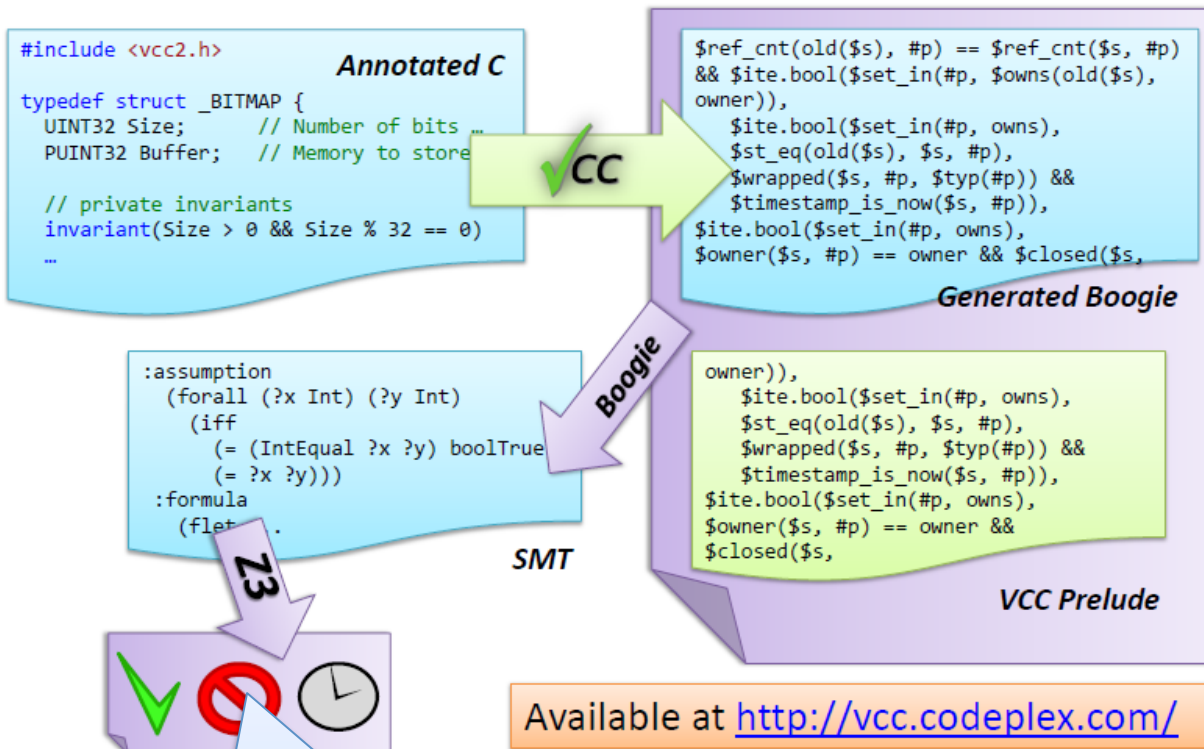 #include <vcc2.h>
Annotated C
typedef struct _BITMAP {
UINT32 Size; // Number of bits …
PUINT32 Buffer; // Memory to store
// private invariants
invariant(Size > 0 && Size % 32 == 0)
…
√CC
$ref_cnt(old($s), #p) == $ref_cnt($s, #p)
&& $ite.bool($set_in(#p, $owns(old($s),
owner)),
$ite.bool($set_in(#p, owns),
$st_eq(old($s), $s, #p),
$wrapped($s, #p, $typ(#p)) &&
$timestamp_is_now($s, #p)),
$ite.bool($set_in(#p, owns),
$owner($s, #p) == owner && $closed($s,
Generated Boogie
Boogie
:assumption
(forall (?x Int) (?y Int)
(iff
(= (IntEqual ?x ?y) boolTrue
(= ?x ?y)))
:formula
(flet
SMT
Z3
owner)),
$ite.bool($set_in(#p, owns),
$st_eq(old($s), $s, #p),
$wrapped($s, #p, $typ(#p)) &&
$timestamp_is_now($s, #p)),
$ite.bool($set_in(#p, owns),
$owner($s, #p) == owner &&
$closed($s,
VCC Prelude
Available at http://vcc.codeplex.com/